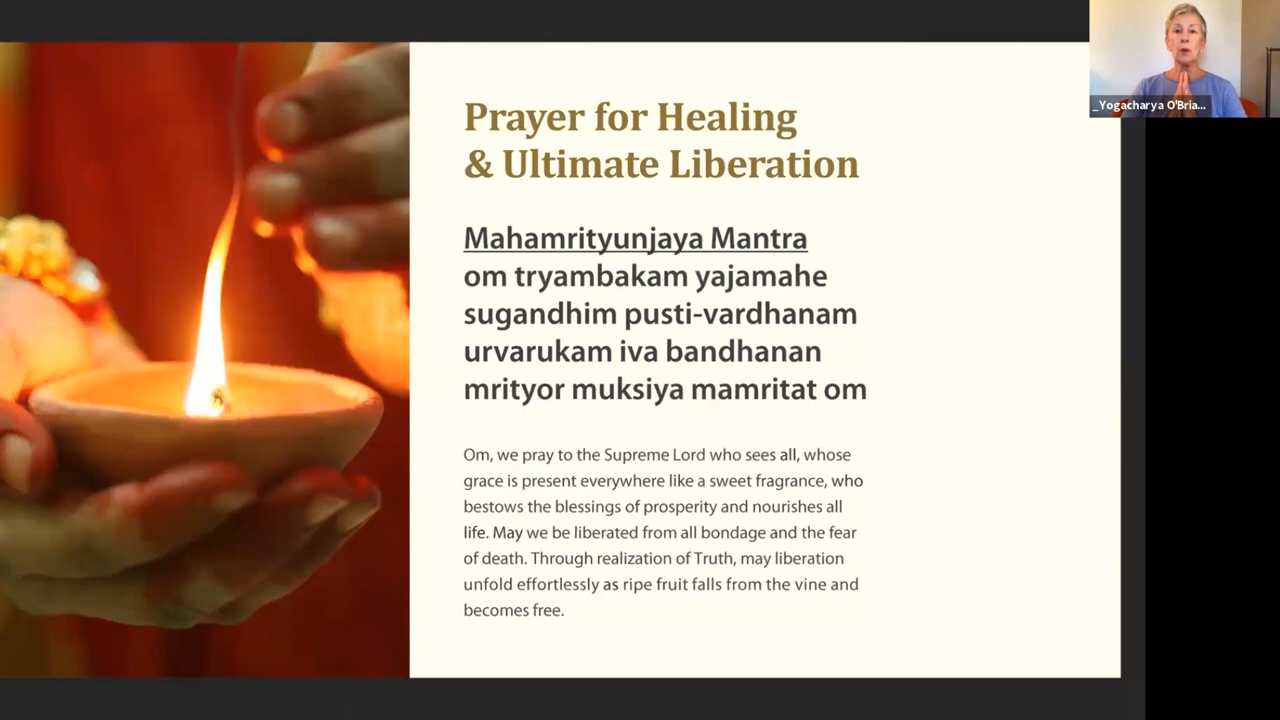 Prayer for Healing
& Ultimate Liberation
Mahamrityunjaya Mantra
om tryambakam yajamahe
sugandhim pusti-vardhanam
urvarukam iva bandhanan
mrityor muksiya mamritat om
Om, we pray to the Supreme Lord who sees all, whose
grace is present everywhere like a sweet fragrance, who
bestows the blessings of prosperity and nourishes all
life. May we be liberated from all bondage and the fear
of death. Through realization of Truth, may liberation
unfold effortlessly as ripe fruit falls from the vine and
becomes free.
_Yogacharya O'Bria...